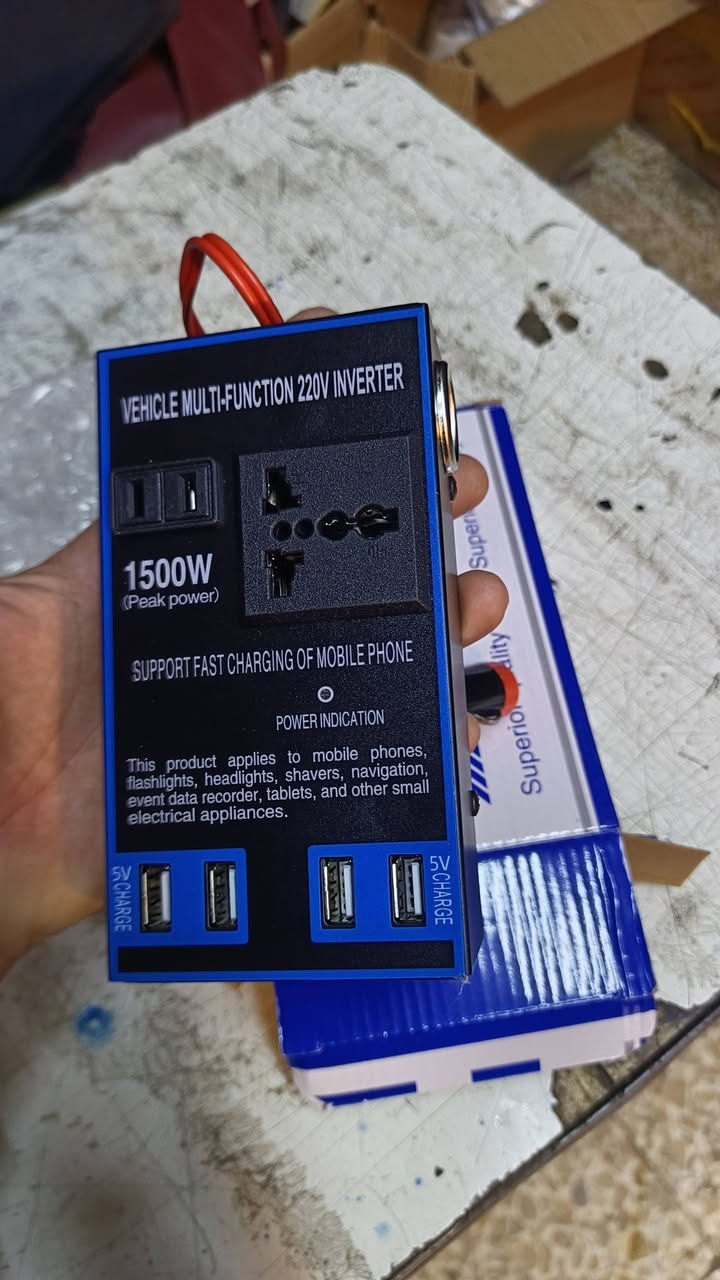 VEHICLE MULTI-FUNCTION 220V INVERTER
1500W
(Peak power)
SUPPORT FAST CHARGING OF MOBILE PHONE
POWER INDICATION
This product applies to mobile phones,
flashlights, headlights, shavers, navigation,
event data recorder, tablets, and other small
electrical appliances.
5V
CHARGE
5V
CHARGE
Superior